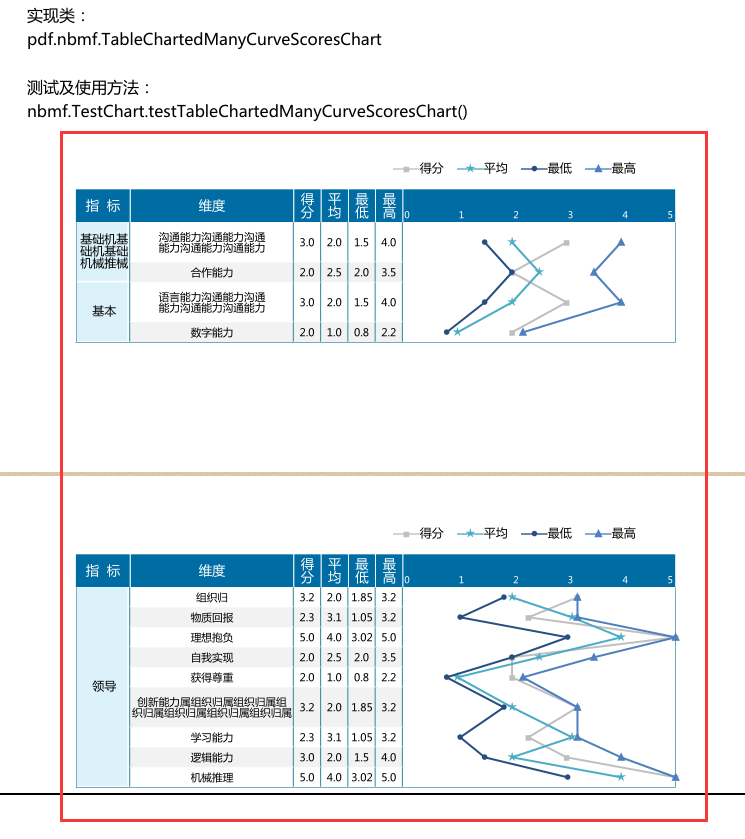 实现类：
pdf.nbmf.TableChartedManyCurveScoresChart
测试及使用方法：
nbmf.TestChart.testTableChartedManyCurveScoresChart()
得分 平均 最低 最高
指 标 维度 得分 平均 最低 最高 0 1 2 3 4 5
基础机基
础机基础
机械推械
沟通能力沟通能力沟通
能力沟通能力沟通能力
3.0 2.0 1.5 4.0
合作能力 2.0 2.5 2.0 3.5
基本
语言能力沟通能力沟通
能力沟通能力沟通能力
3.0 2.0 1.5 4.0
数字能力 2.0 1.0 0.8 2.2
得分 平均 最低 最高
指 标 维度 得分 平均 最低 最高 0 1 2 3 4 5
领导
组织归 3.2 2.0 1.85 3.2
物质回报 2.3 3.1 1.05 3.2
理想抱负 5.0 4.0 3.02 5.0
自我实现 2.0 2.5 2.0 3.5
获得尊重 2.0 1.0 0.8 2.2
创新能力属组织归属组织归属组
织归属组织归属组织归属组织归属
3.2 2.0 1.85 3.2
学习能力 2.3 3.1 1.05 3.2
逻辑能力 3.0 2.0 1.5 4.0
机械推理 5.0 4.0 3.02 5.0